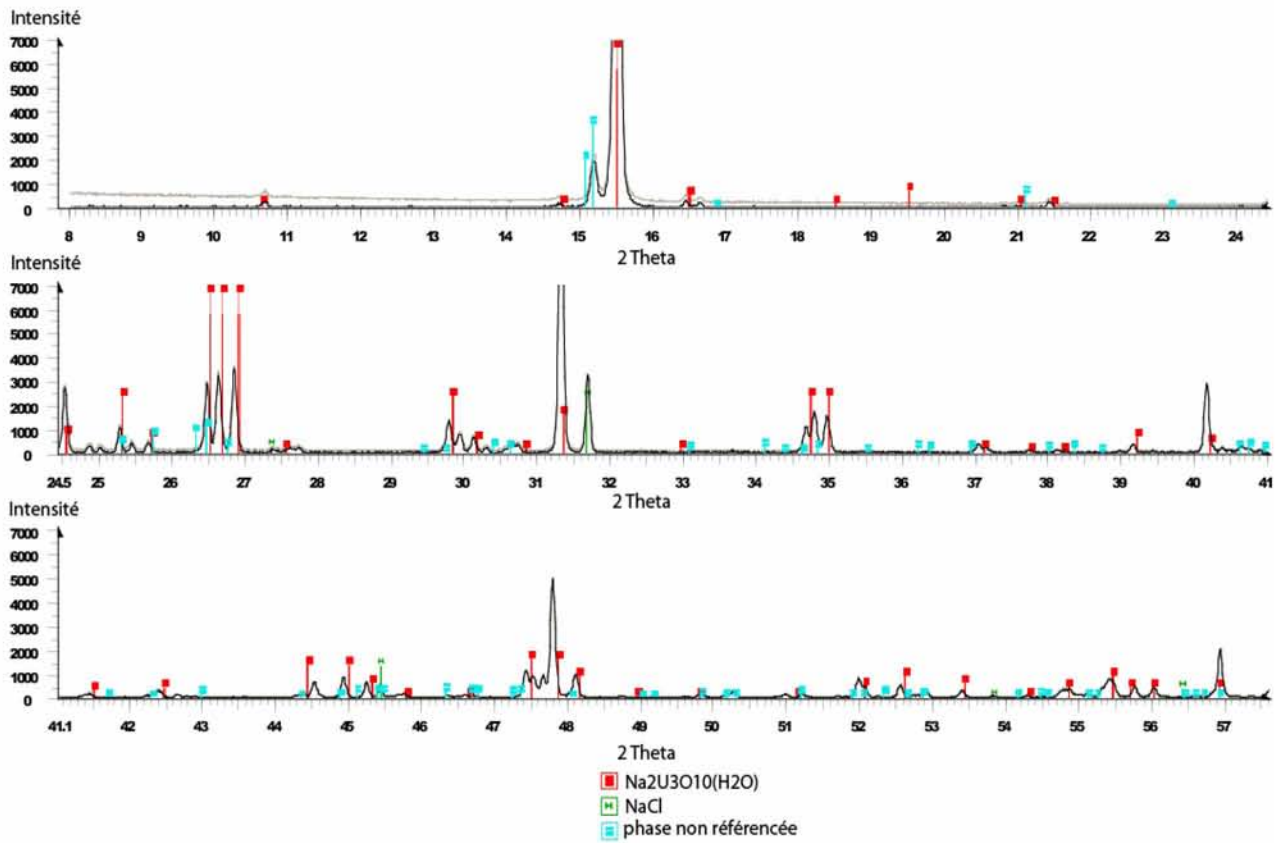 Intensité
7000
6000
5000
4000
3000
2000
1000
0
8 9 10 11 12 13 14 15 16 17 18 19 20 21 22 23 24
2 Theta
Intensité
7000
6000
5000
4000
3000
2000
1000
0
24.5 25 26 27 28 29 30 31 32 33 34 35 36 37 38 39 40 41
2 Theta
Intensité
7000
6000
5000
4000
3000
2000
1000
0
41.1 42 43 44 45 46 47 48 49 50 51 52 53 54 55 56 57
2 Theta
Na2U3O10(H2O)
NaCl
phase non référencée